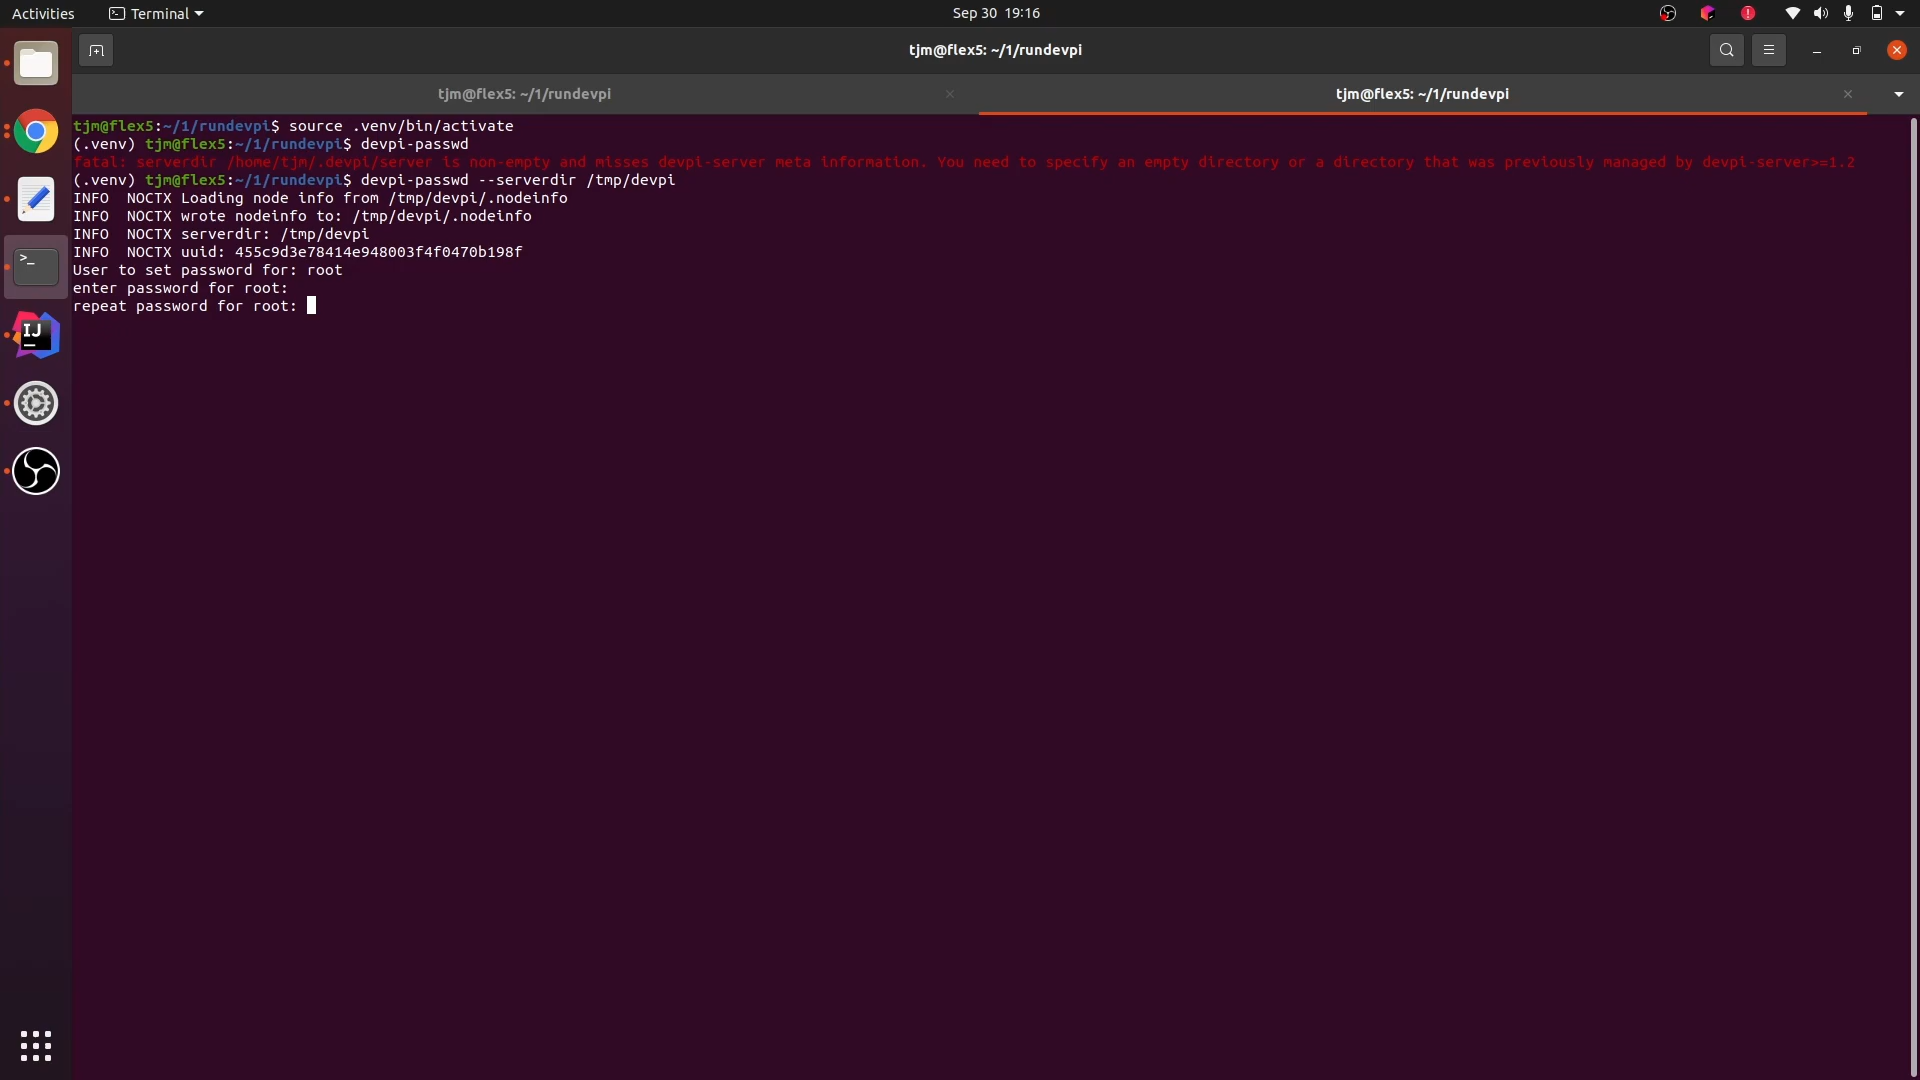 Activities Terminal Sep 30 19:16
tjm@flex5: ~/1/rundevpi
tjm@flex5: ~/1/rundevpi tjm@flex5: ~/1/rundevpi
tjm@flex5:~/1/rundevpi$ source .venv/bin/activate
(.venv) tjm@flex5:~/1/rundevpi$ devpi-passwd
fatal: serverdir /home/tjm/.devpi/server is non-empty and misses devpi-server meta information. You need to specify an empty directory or a directory that was previously managed by devpi-server>=1.2
(.venv) tjm@flex5:~/1/rundevpi$ devpi-passwd --serverdir /tmp/devpi
INFO  NOCTX Loading node info from /tmp/devpi/.nodeinfo
INFO  NOCTX wrote nodeinfo to: /tmp/devpi/.nodeinfo
INFO  NOCTX serverdir: /tmp/devpi
INFO  NOCTX uuid: 455c9d3e78414e948003f4f0470b198f
User to set password for: root
enter password for root:
repeat password for root:
IJ